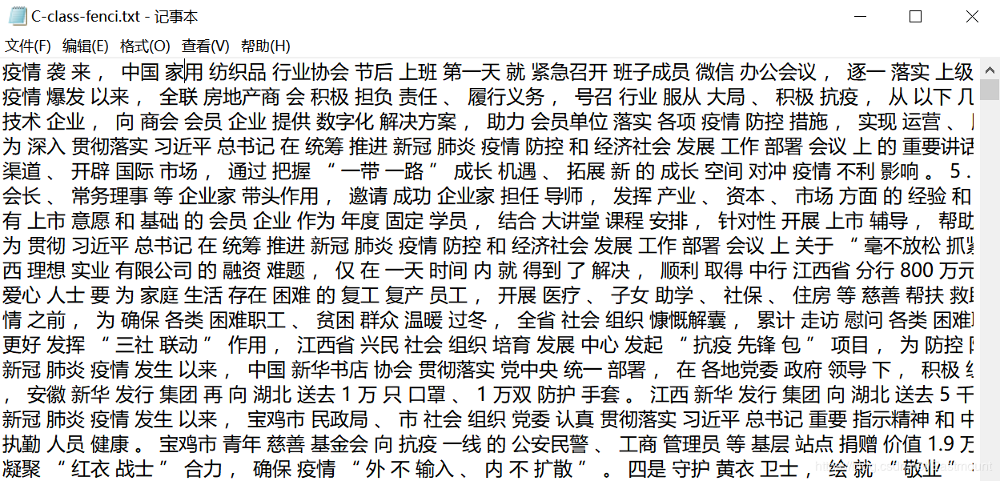 C-class-fenci.txt - 记事本
文件(F) 编辑(E) 格式(O) 查看(V) 帮助(H)
疫情 袭 来 ， 中国 家用 纺织品 行业协会 节后 上班 第一天 就 紧急召开 班子成员 微信 办公会议 ， 逐一 落实 上级
疫情 爆发 以来 ， 全联 房地产商 会 积极 担负 责任 、 履行义务 ， 号召 行业 服从 大局 、 积极 抗疫 ， 从 以下 几
技术 企业 ， 向 商会 会员 企业 提供 数字化 解决方案 ， 助力 会员单位 落实 各项 疫情 防控 措施 ， 实现 运营 、
为 深入 贯彻落实 习近平 总书记 在 统筹 推进 新冠 肺炎 疫情 防控 和 经济社会 发展 工作 部署 会议 上 的 重要讲话
渠道 、 开辟 国际 市场 ， 通过 把握 “ 一带 一路 ” 成长 机遇 、 拓展 新 的 成长 空间 对冲 疫情 不利 影响 。 5 .
会长 、 常务理事 等 企业家 带头作用 ， 邀请 成功 企业家 担任 导师 ， 发挥 产业 、 资本 、 市场 方面 的 经验 和
有 上市 意愿 和 基础 的 会员 企业 作为 年度 固定 学员 ， 结合 大讲堂 课程 安排 ， 针对性 开展 上市 辅导 ， 帮助
为 贯彻 习近平 总书记 在 统筹 推进 新冠 肺炎 疫情 防控 和 经济社会 发展 工作 部署 会议 上 关于 “ 毫不放松 抓紧
西 理想 实业 有限公司 的 融资 难题 ， 仅 在 一天 时间 内 就 得到 了 解决 ， 顺利 取得 中行 江西省 分行 800 万元
爱心 人士 要 为 家庭 生活 存在 困难 的 复工 复产 员工 ， 开展 医疗 、 子女 助学 、 社保 、 住房 等 慈善 帮扶 救助
情 之前 ， 为 确保 各类 困难职工 、 贫困 群众 温暖 过冬 ， 全省 社会 组织 慷慨解囊 ， 累计 走访 慰问 各类 困难
更好 发挥 “ 三社 联动 ” 作用 ， 江西省 兴民 社会 组织 培育 发展 中心 发起 “ 抗疫 先锋 包 ” 项目 ， 为 防控
新冠 肺炎 疫情 发生 以来 ， 中国 新华书店 协会 贯彻落实 党中央 统一 部署 ， 在 各地党委 政府 领导 下 ， 积极
， 安徽 新华 发行 集团 再 向 湖北 送去 1 万 只 口罩 、 1 万双 防护 手套 。 江西 新华 发行 集团 向 湖北 送去 5 千
新冠 肺炎 疫情 发生 以来 ， 宝鸡市 民政局 、 市 社会 组织 党委 认真 贯彻落实 习近平 总书记 重要 指示精神 和 中
执勤 人员 健康 。 宝鸡市 青年 慈善 基金会 向 抗疫 一线 的 公安民警 、 工商 管理员 等 基层 站点 捐赠 价值 1.9 万
凝聚 “ 红衣 战士 ” 合力 ， 确保 疫情 “ 外 不 输入 、 内 不 扩散 ” 。 四是 守护 黄衣 卫士 ， 绘 就 “ 敬业 ”